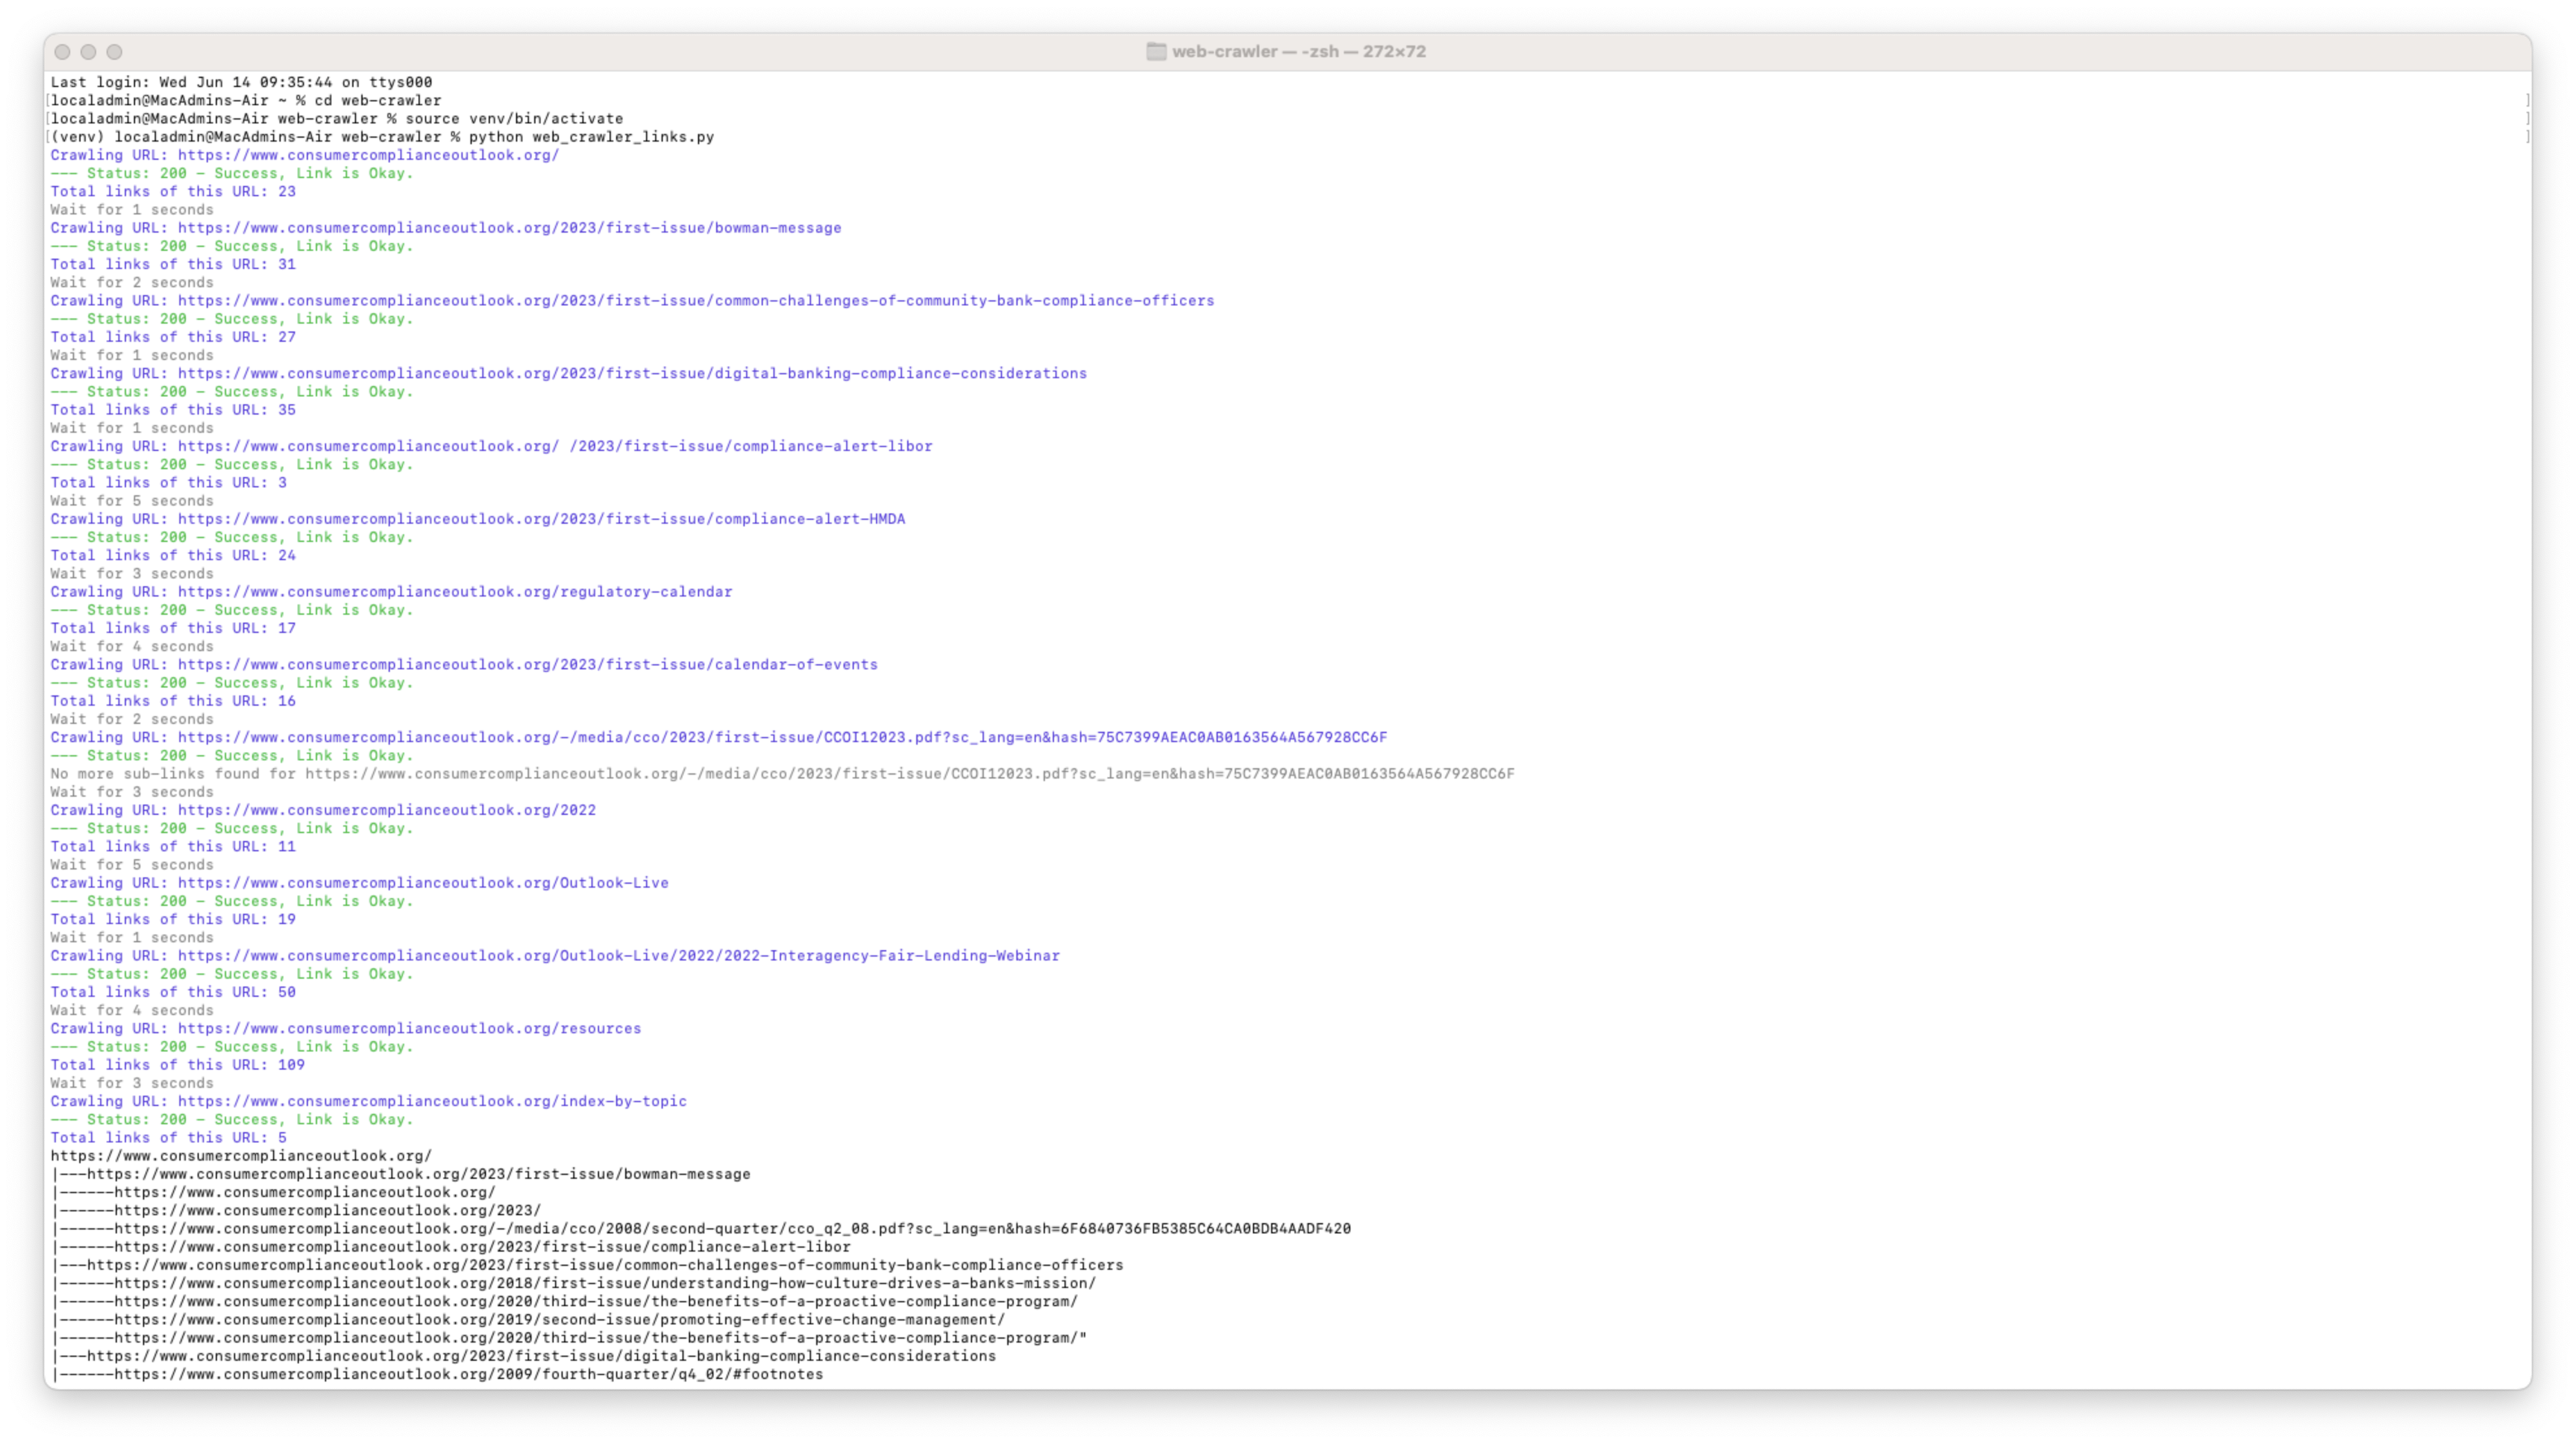 web-crawler — -zsh — 272×72
Last login: Wed Jun 14 09:35:44 on ttys000
[localadmin@MacAdmins-Air ~ % cd web-crawler ]
[localadmin@MacAdmins-Air web-crawler % source venv/bin/activate ]
[(venv) localadmin@MacAdmins-Air web-crawler % python web_crawler_links.py ]
Crawling URL: https://www.consumercomplianceoutlook.org/
--- Status: 200 - Success, Link is Okay.
Total links of this URL: 23
Wait for 1 seconds
Crawling URL: https://www.consumercomplianceoutlook.org/2023/first-issue/bowman-message
--- Status: 200 - Success, Link is Okay.
Total links of this URL: 31
Wait for 2 seconds
Crawling URL: https://www.consumercomplianceoutlook.org/2023/first-issue/common-challenges-of-community-bank-compliance-officers
--- Status: 200 - Success, Link is Okay.
Total links of this URL: 27
Wait for 1 seconds
Crawling URL: https://www.consumercomplianceoutlook.org/2023/first-issue/digital-banking-compliance-considerations
--- Status: 200 - Success, Link is Okay.
Total links of this URL: 35
Wait for 1 seconds
Crawling URL: https://www.consumercomplianceoutlook.org/ /2023/first-issue/compliance-alert-libor
--- Status: 200 - Success, Link is Okay.
Total links of this URL: 3
Wait for 5 seconds
Crawling URL: https://www.consumercomplianceoutlook.org/2023/first-issue/compliance-alert-HMDA
--- Status: 200 - Success, Link is Okay.
Total links of this URL: 24
Wait for 3 seconds
Crawling URL: https://www.consumercomplianceoutlook.org/regulatory-calendar
--- Status: 200 - Success, Link is Okay.
Total links of this URL: 17
Wait for 4 seconds
Crawling URL: https://www.consumercomplianceoutlook.org/2023/first-issue/calendar-of-events
--- Status: 200 - Success, Link is Okay.
Total links of this URL: 16
Wait for 2 seconds
Crawling URL: https://www.consumercomplianceoutlook.org/-/media/cco/2023/first-issue/CCOI12023.pdf?sc_lang=en&hash=75C7399AEAC0AB0163564A567928CC6F
--- Status: 200 - Success, Link is Okay.
No more sub-links found for https://www.consumercomplianceoutlook.org/-/media/cco/2023/first-issue/CCOI12023.pdf?sc_lang=en&hash=75C7399AEAC0AB0163564A567928CC6F
Wait for 3 seconds
Crawling URL: https://www.consumercomplianceoutlook.org/2022
--- Status: 200 - Success, Link is Okay.
Total links of this URL: 11
Wait for 5 seconds
Crawling URL: https://www.consumercomplianceoutlook.org/Outlook-Live
--- Status: 200 - Success, Link is Okay.
Total links of this URL: 19
Wait for 1 seconds
Crawling URL: https://www.consumercomplianceoutlook.org/Outlook-Live/2022/2022-Interagency-Fair-Lending-Webinar
--- Status: 200 - Success, Link is Okay.
Total links of this URL: 50
Wait for 4 seconds
Crawling URL: https://www.consumercomplianceoutlook.org/resources
--- Status: 200 - Success, Link is Okay.
Total links of this URL: 109
Wait for 3 seconds
Crawling URL: https://www.consumercomplianceoutlook.org/index-by-topic
--- Status: 200 - Success, Link is Okay.
Total links of this URL: 5
https://www.consumercomplianceoutlook.org/
|---https://www.consumercomplianceoutlook.org/2023/first-issue/bowman-message
|------https://www.consumercomplianceoutlook.org/
|------https://www.consumercomplianceoutlook.org/2023/
|------https://www.consumercomplianceoutlook.org/-/media/cco/2008/second-quarter/cco_q2_08.pdf?sc_lang=en&hash=6F6840736FB5385C64CA0BDB4AADF420
|------https://www.consumercomplianceoutlook.org/2023/first-issue/compliance-alert-libor
|---https://www.consumercomplianceoutlook.org/2023/first-issue/common-challenges-of-community-bank-compliance-officers
|------https://www.consumercomplianceoutlook.org/2018/first-issue/understanding-how-culture-drives-a-banks-mission/
|------https://www.consumercomplianceoutlook.org/2020/third-issue/the-benefits-of-a-proactive-compliance-program/
|------https://www.consumercomplianceoutlook.org/2019/second-issue/promoting-effective-change-management/
|------https://www.consumercomplianceoutlook.org/2020/third-issue/the-benefits-of-a-proactive-compliance-program/"
|---https://www.consumercomplianceoutlook.org/2023/first-issue/digital-banking-compliance-considerations
|------https://www.consumercomplianceoutlook.org/2009/fourth-quarter/q4_02/#footnotes